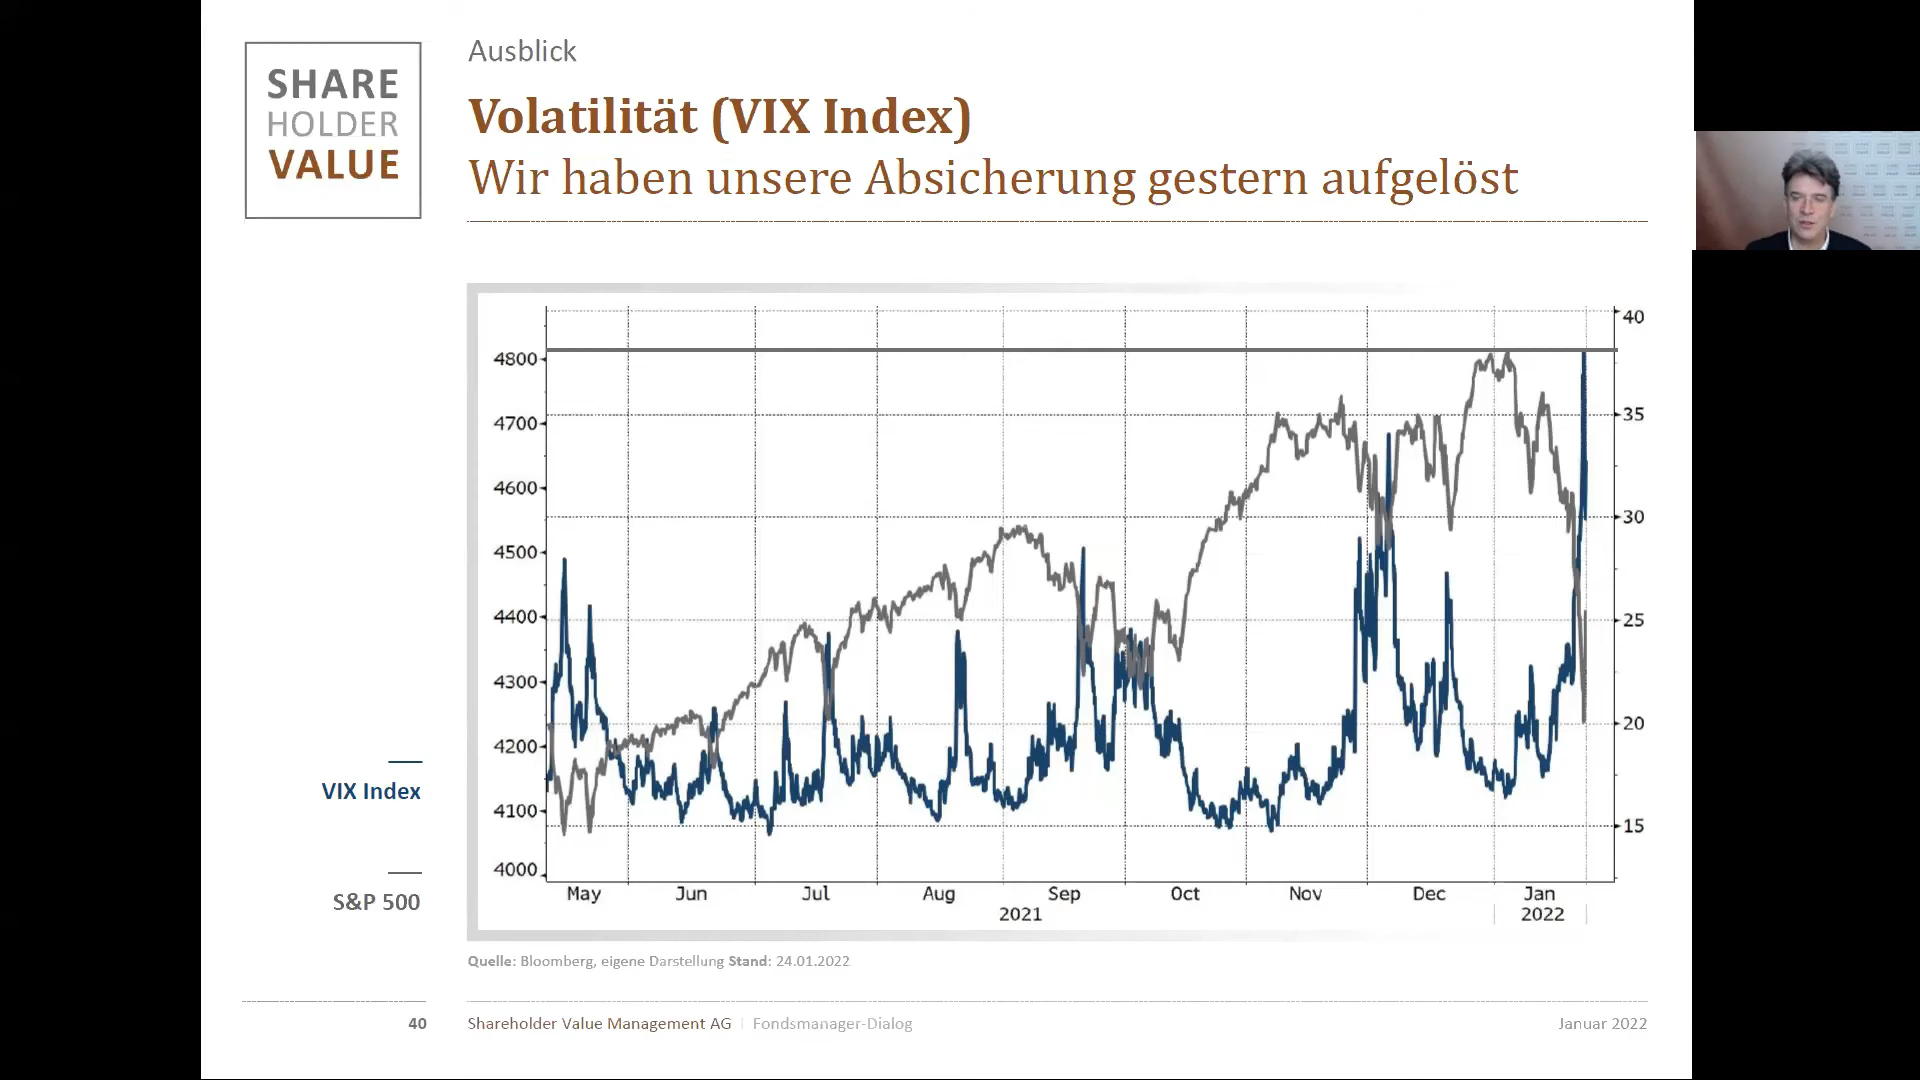 SHARE
HOLDER
VALUE
Ausblick
Volatilität (VIX Index)
Wir haben unsere Absicherung gestern aufgelöst
4800
4700
4600
4500
4400
4300
4200
4100
4000
40
35
30
25
20
15
May Jun Jul Aug Sep Oct Nov Dec Jan
2021 2022
VIX Index
S&P 500
Quelle: Bloomberg, eigene Darstellung Stand: 24.01.2022
40 Shareholder Value Management AG | Fondsmanager-Dialog Januar 2022